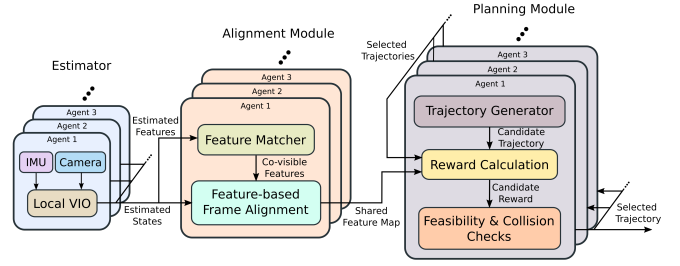 Planning Module
Alignment Module
Estimator
Selected
Trajectories
Agent 3
Agent 2
Agent 1
Trajectory Generator
Candidate
Trajectory
Reward Calculation
Candidate
Reward
Feasibility & Collision
Checks
Selected
Trajectory
Agent 3
Agent 2
Agent 1
Feature Matcher
Co-visible
Features
Feature-based
Frame Alignment
Shared
Feature Map
Agent 3
Agent 2
Agent 1
IMU
Camera
Local VIO
Estimated
Features
Estimated
States